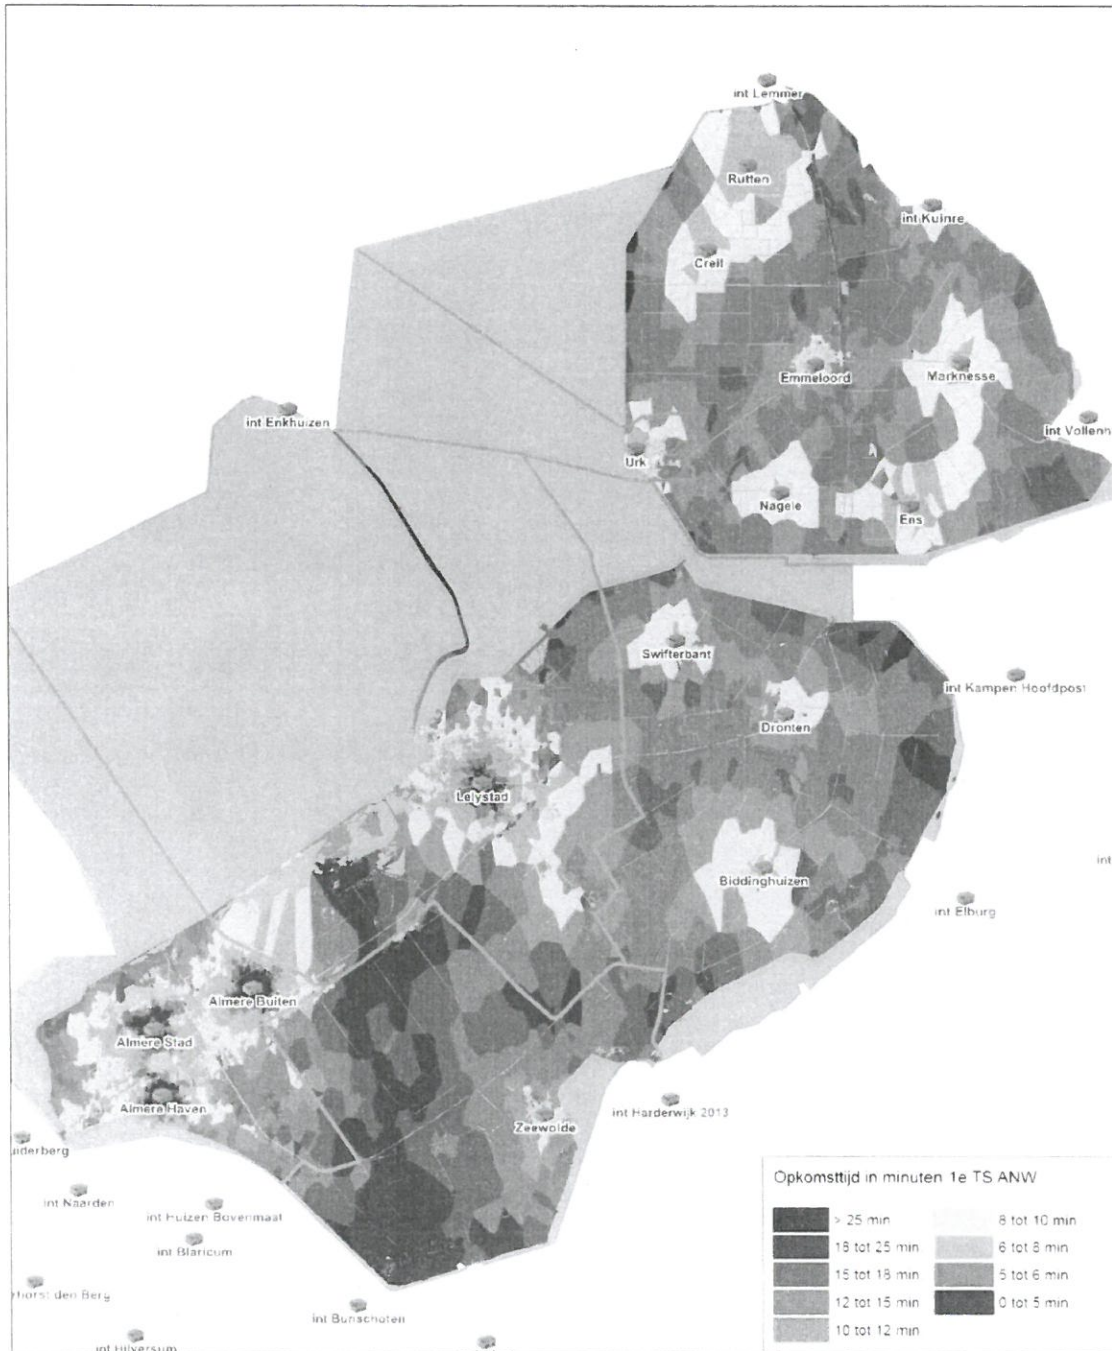 int Lemmer
Rutten
int Kuinre
Creil
Emmeloord
Marknesse
int Enkhuizen
int Vollenh
Urk
Nagele
Ens
Swifterbant
int Kampen Hoofdpost
Dronten
Lelystad
int
Biddinghuizen
int Elburg
Almere Buiten
Almere Stad
Almere Haven
int Harderwijk 2013
Zeewolde
uiderberg
int Naarden
int Huizen Bovenmaat
int Blaricum
rhorst den Berg
int Bunschoten
int Hilversum
Opkomsttijd in minuten 1e TS ANW
> 25 min
18 tot 25 min
15 tot 18 min
12 tot 15 min
10 tot 12 min
8 tot 10 min
6 tot 8 min
5 tot 6 min
0 tot 5 min